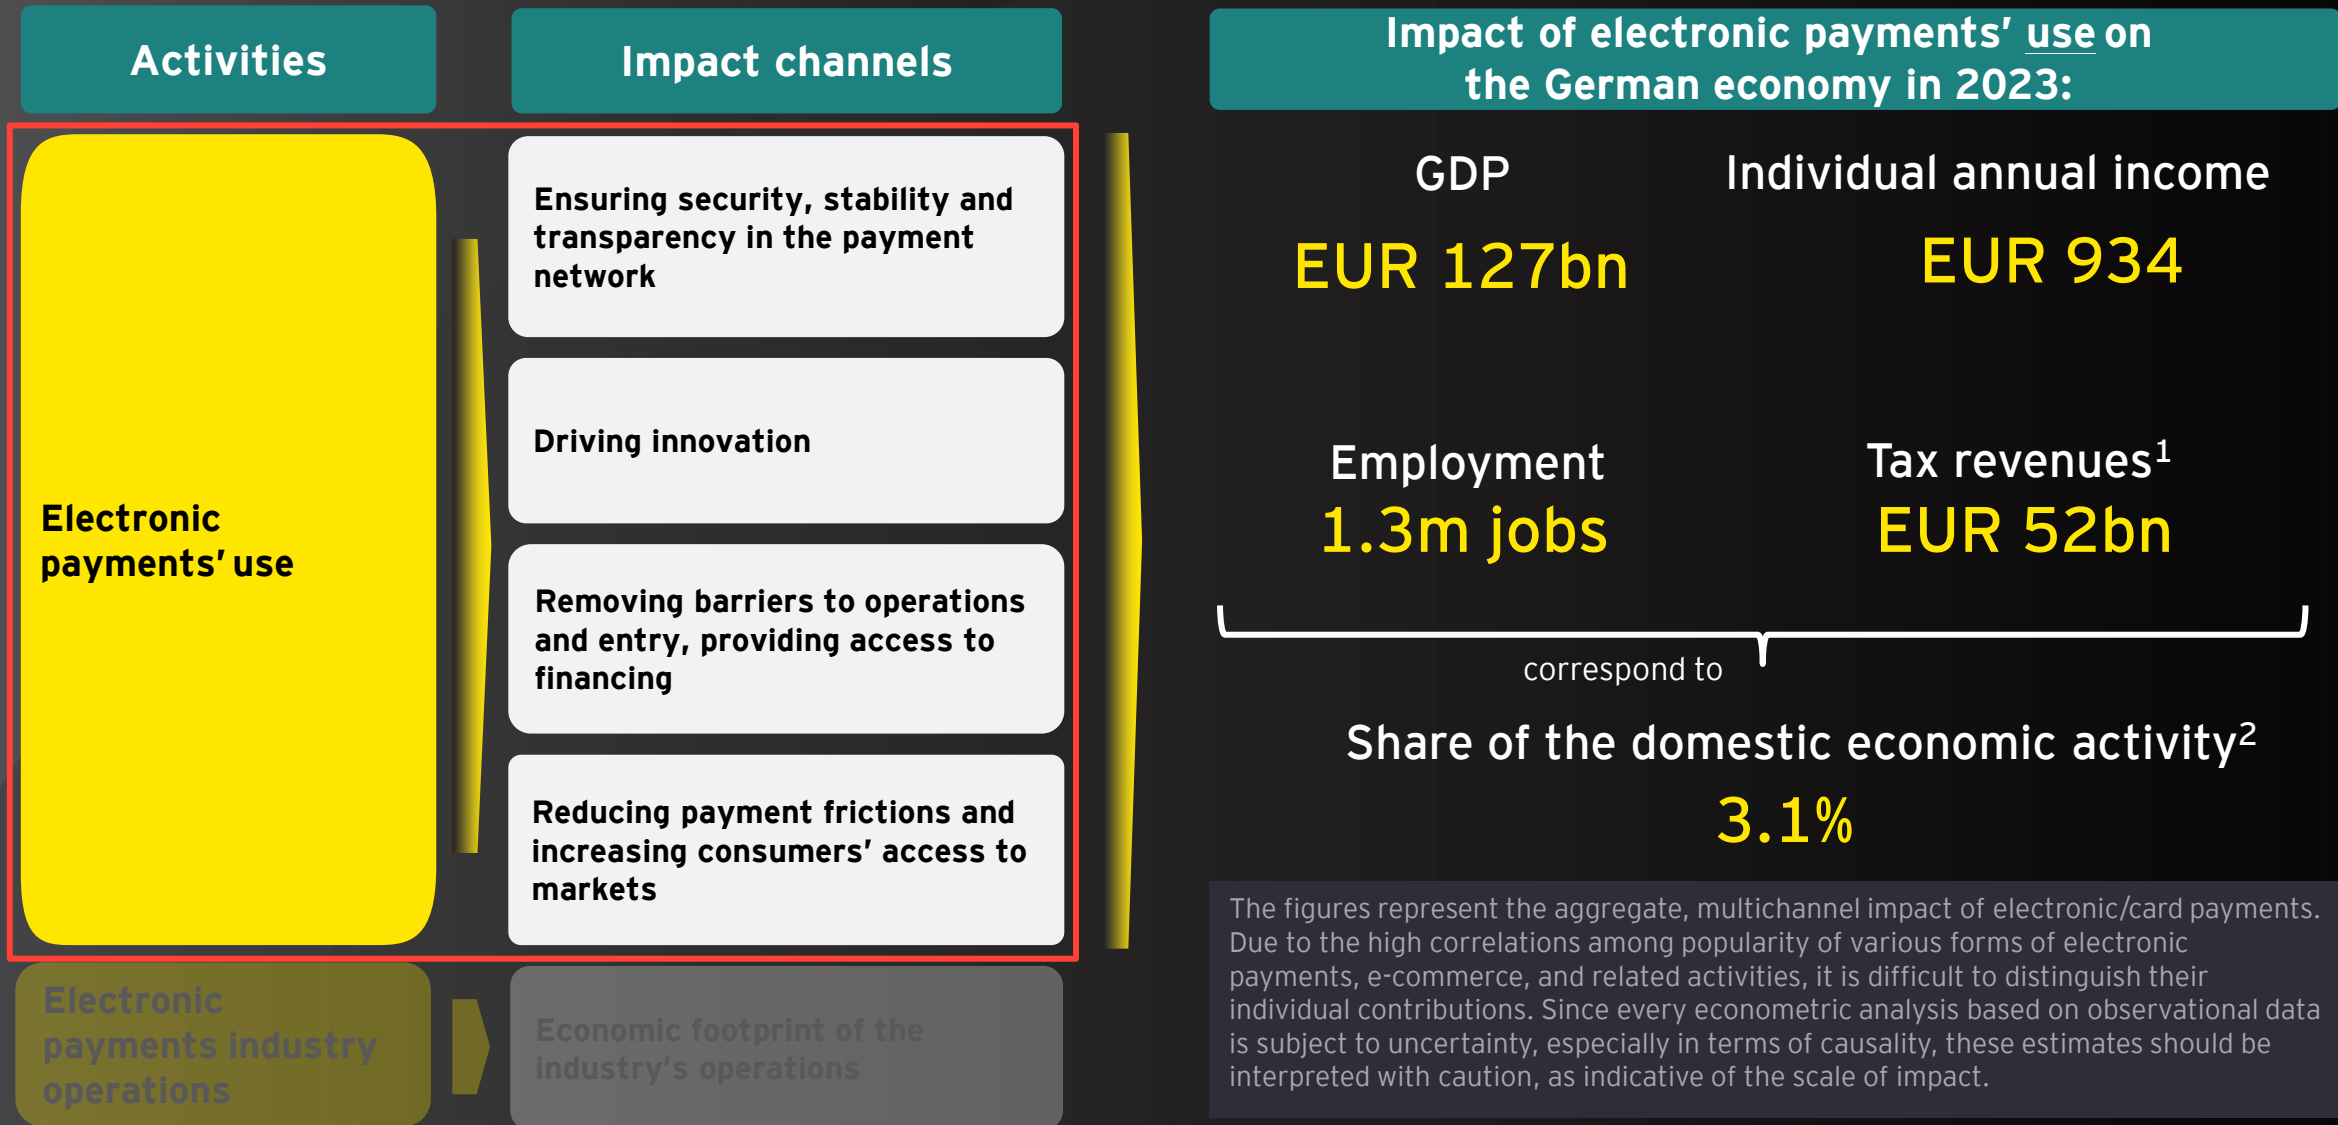 Activities
Impact channels
Impact of electronic payments’ use on
the German economy in 2023:
Electronic
payments’ use
Ensuring security, stability and
transparency in the payment
network
Driving innovation
Removing barriers to operations
and entry, providing access to
financing
Reducing payment frictions and
increasing consumers’ access to
markets
Electronic
payments industry
operations
Economic footprint of the
industry’s operations
GDP
EUR 127bn
Individual annual income
EUR 934
Employment
1.3m jobs
Tax revenues¹
EUR 52bn
correspond to
Share of the domestic economic activity²
3.1%
The figures represent the aggregate, multichannel impact of electronic/card payments.
Due to the high correlations among popularity of various forms of electronic
payments, e-commerce, and related activities, it is difficult to distinguish their
individual contributions. Since every econometric analysis based on observational data
is subject to uncertainty, especially in terms of causality, these estimates should be
interpreted with caution, as indicative of the scale of impact.